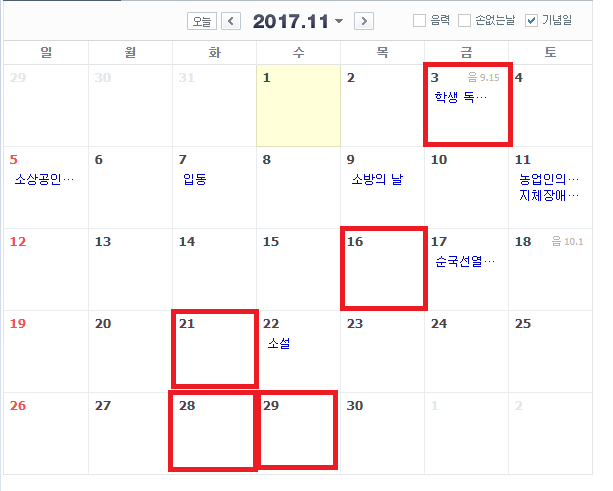 오늘 < 2017.11 > 음력 손없는날 기념일
일 월 화 수 목 금 토
29 30 31 1 2 3 음 9.15 4
학생 독…
5 6 7 8 9 10 11
소상공인… 입동 소방의 날 농업인의…
지체장애…
12 13 14 15 16 17 18 음 10.1
순국선열…
19 20 21 22 23 24 25
소설
26 27 28 29 30 1 2